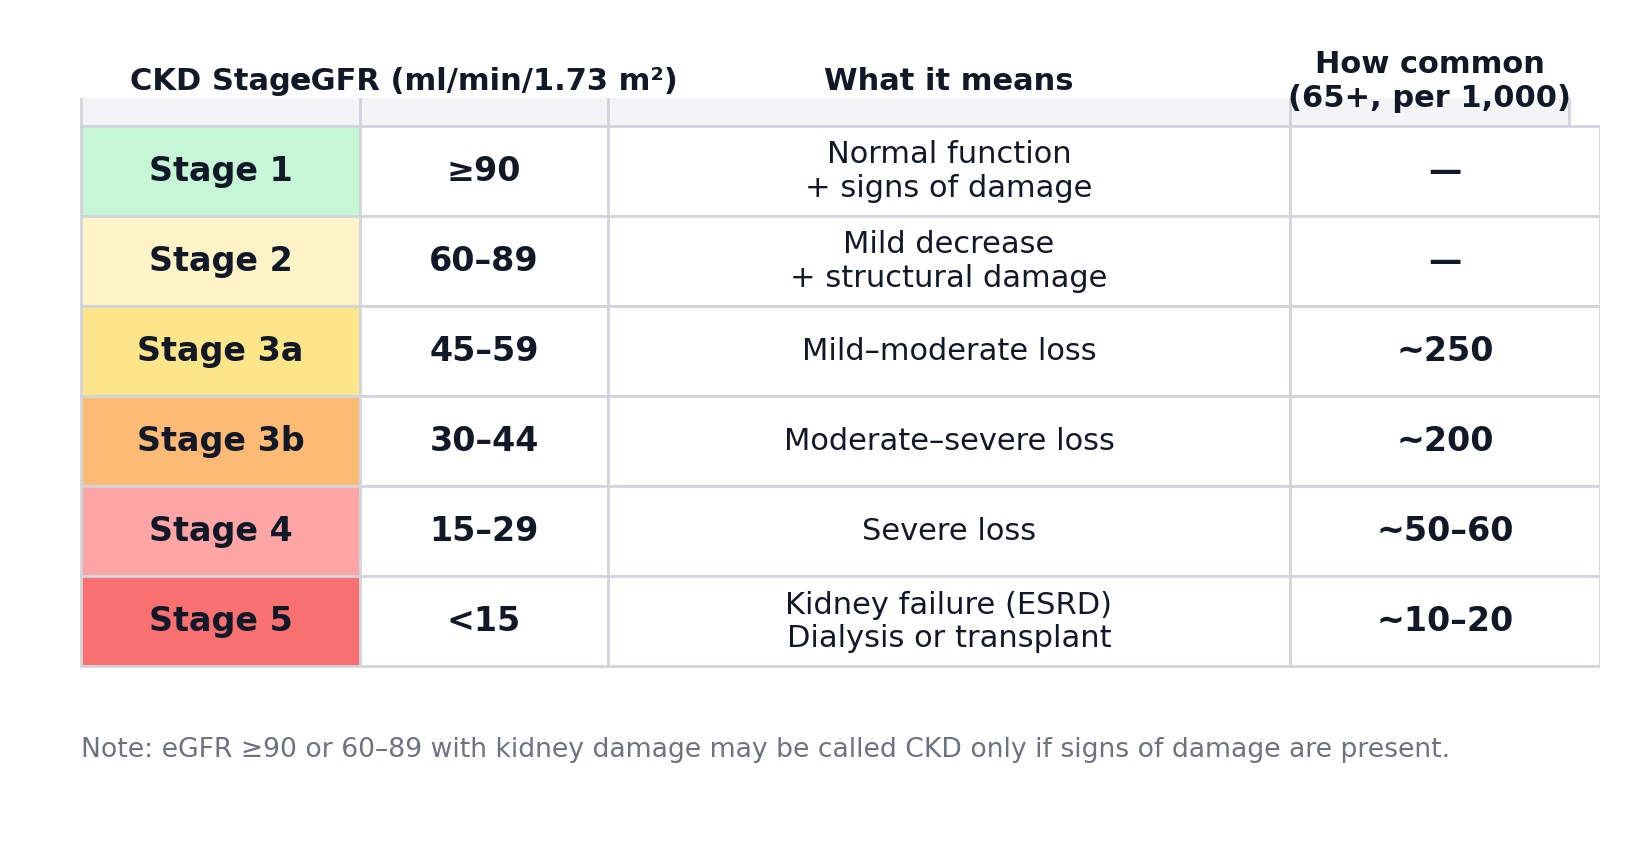 CKD Stage eGFR (ml/min/1.73 m²) What it means How common
(65+, per 1,000)
Stage 1 ≥90 Normal function
+ signs of damage —
Stage 2 60–89 Mild decrease
+ structural damage —
Stage 3a 45–59 Mild–moderate loss ~250
Stage 3b 30–44 Moderate–severe loss ~200
Stage 4 15–29 Severe loss ~50–60
Stage 5 <15 Kidney failure (ESRD)
Dialysis or transplant ~10–20
Note: eGFR ≥90 or 60–89 with kidney damage may be called CKD only if signs of damage are present.